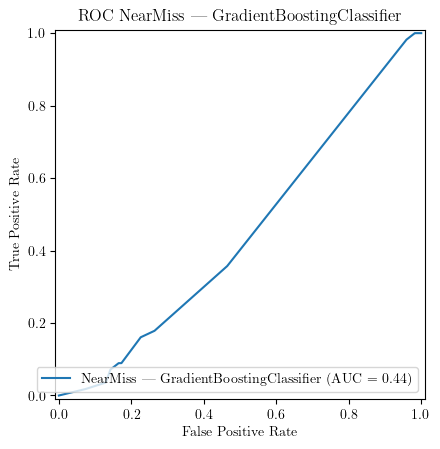 ROC NearMiss — GradientBoostingClassifier
1.0
0.8
0.6
0.4
0.2
0.0
True Positive Rate
NearMiss — GradientBoostingClassifier (AUC = 0.44)
0.0 0.2 0.4 0.6 0.8 1.0
False Positive Rate